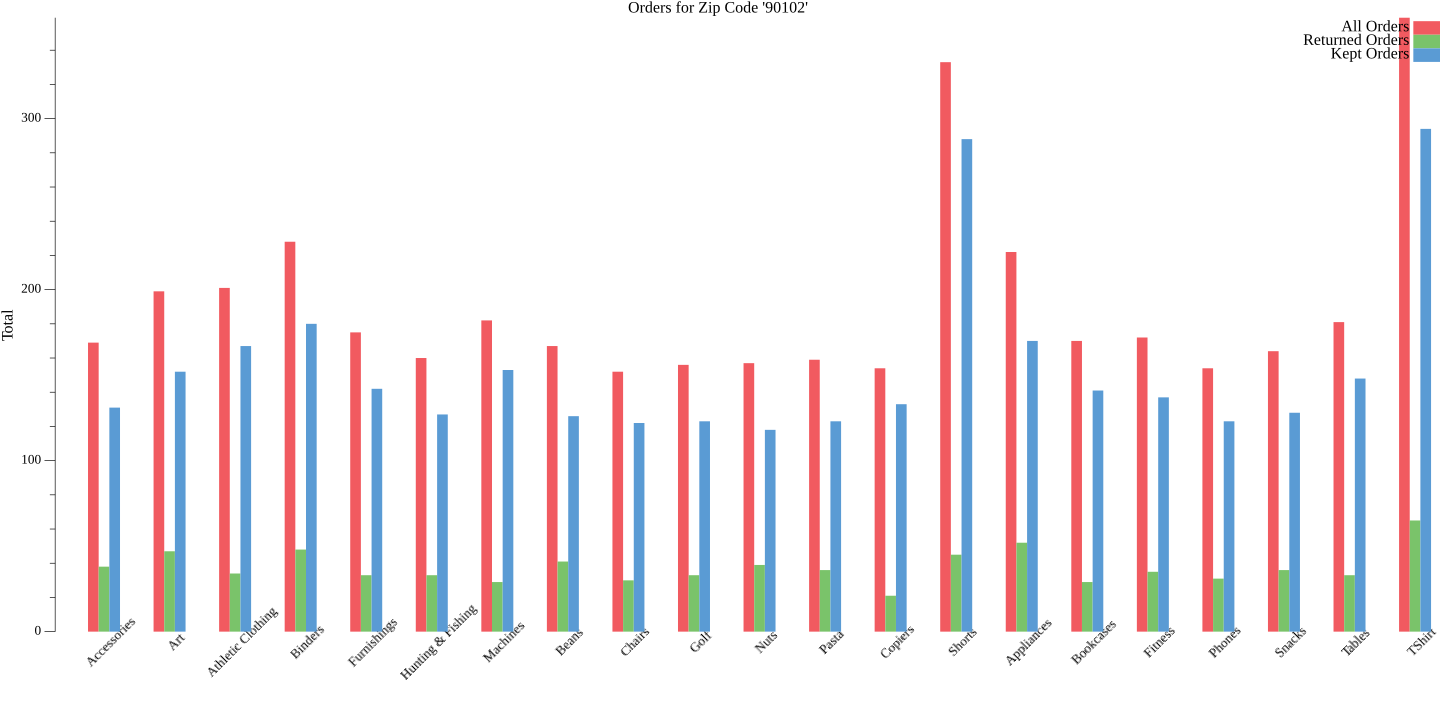 Orders for Zip Code '90102'
All Orders
Returned Orders
Kept Orders
Total
300
200
100
0
Accessories
Art
Athletic Clothing
Binders
Furnishings
Hunting & Fishing
Machines
Beans
Chairs
Golf
Nuts
Pasta
Copiers
Shorts
Appliances
Bookcases
Fitness
Phones
Snacks
Tables
TShirt